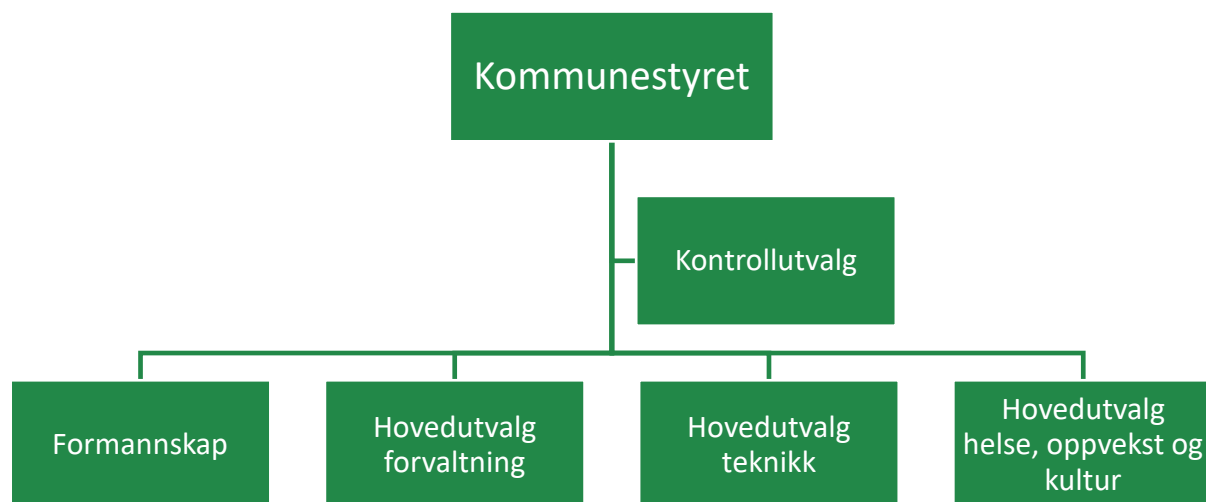 Kommunestyret
Kontrollutvalg
Formannskap
Hovedutvalg
forvaltning
Hovedutvalg
teknikk
Hovedutvalg
helse, oppvekst og
kultur